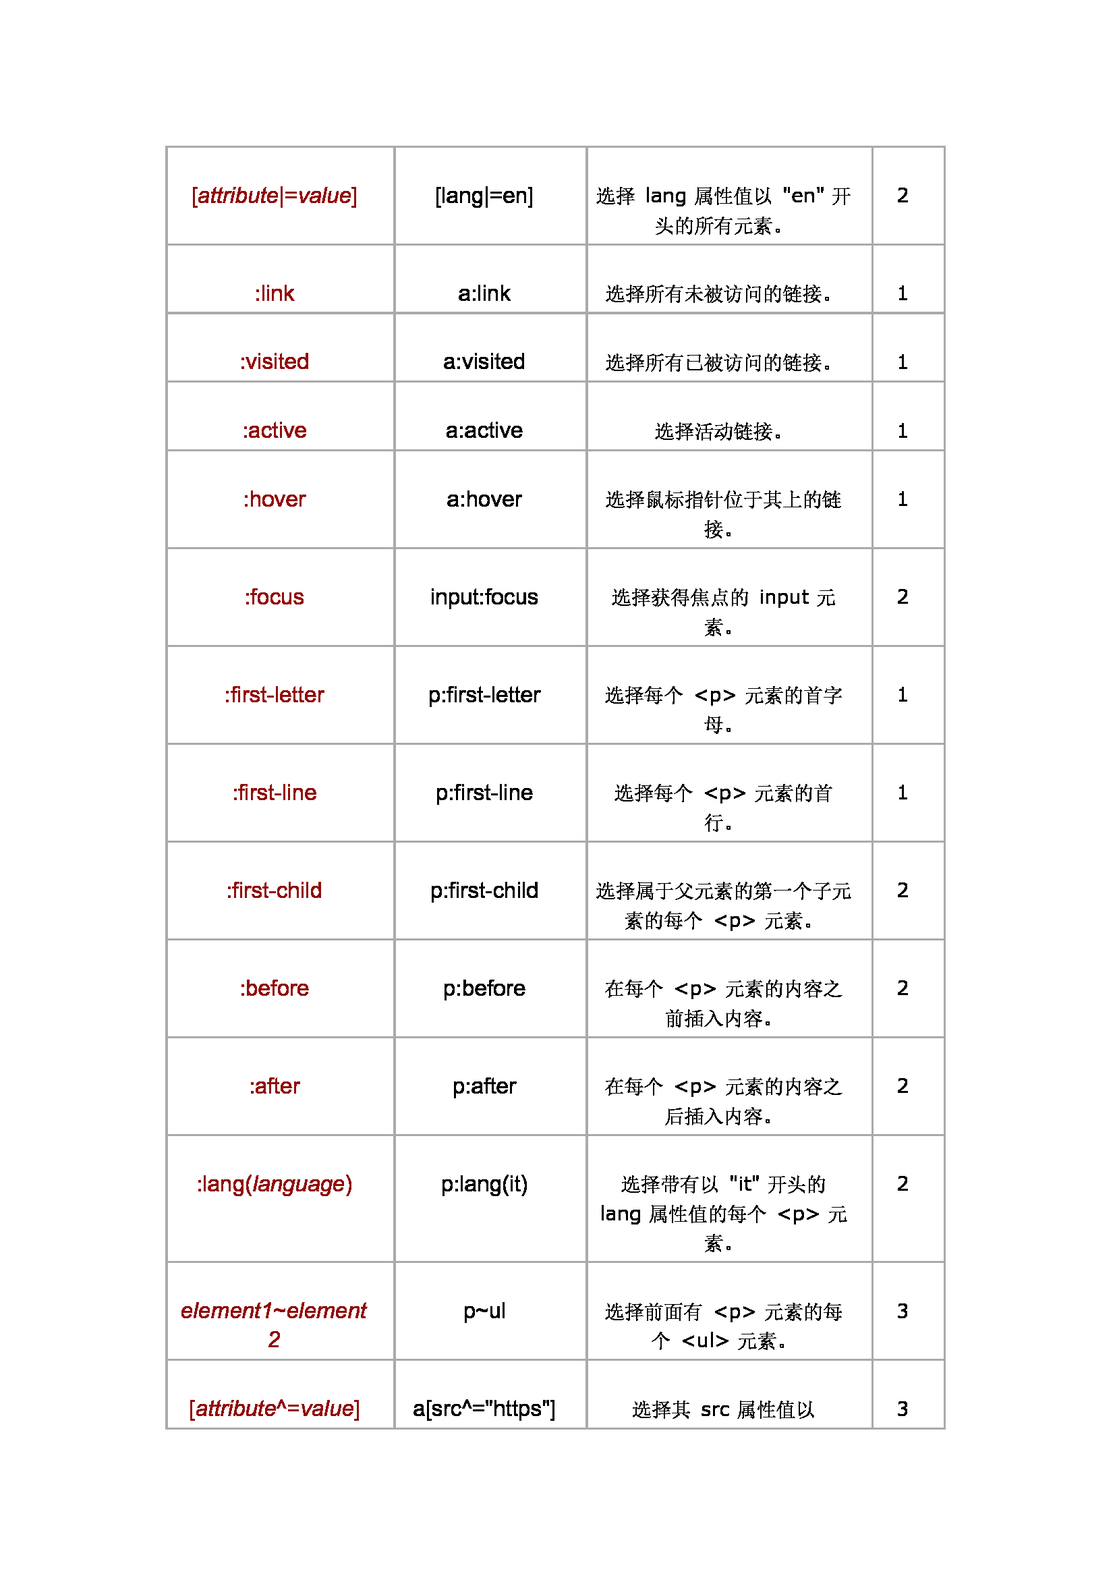 [attribute|=value] [lang|=en] 选择 lang 属性值以 "en" 开 2
头的所有元素。
:link a:link 选择所有未被访问的链接。 1
:visited a:visited 选择所有已被访问的链接。 1
:active a:active 选择活动链接。 1
:hover a:hover 选择鼠标指针位于其上的链 1
接。
:focus input:focus 选择获得焦点的 input 元 2
素。
:first-letter p:first-letter 选择每个 <p> 元素的首字 1
母。
:first-line p:first-line 选择每个 <p> 元素的首 1
行。
:first-child p:first-child 选择属于父元素的第一个子元 2
素的每个 <p> 元素。
:before p:before 在每个 <p> 元素的内容之 2
前插入内容。
:after p:after 在每个 <p> 元素的内容之 2
后插入内容。
:lang(language) p:lang(it) 选择带有以 "it" 开头的 2
lang 属性值的每个 <p> 元
素。
element1~element p~ul 选择前面有 <p> 元素的每 3
2 个 <ul> 元素。
[attribute^=value] a[src^="https"] 选择其 src 属性值以 3